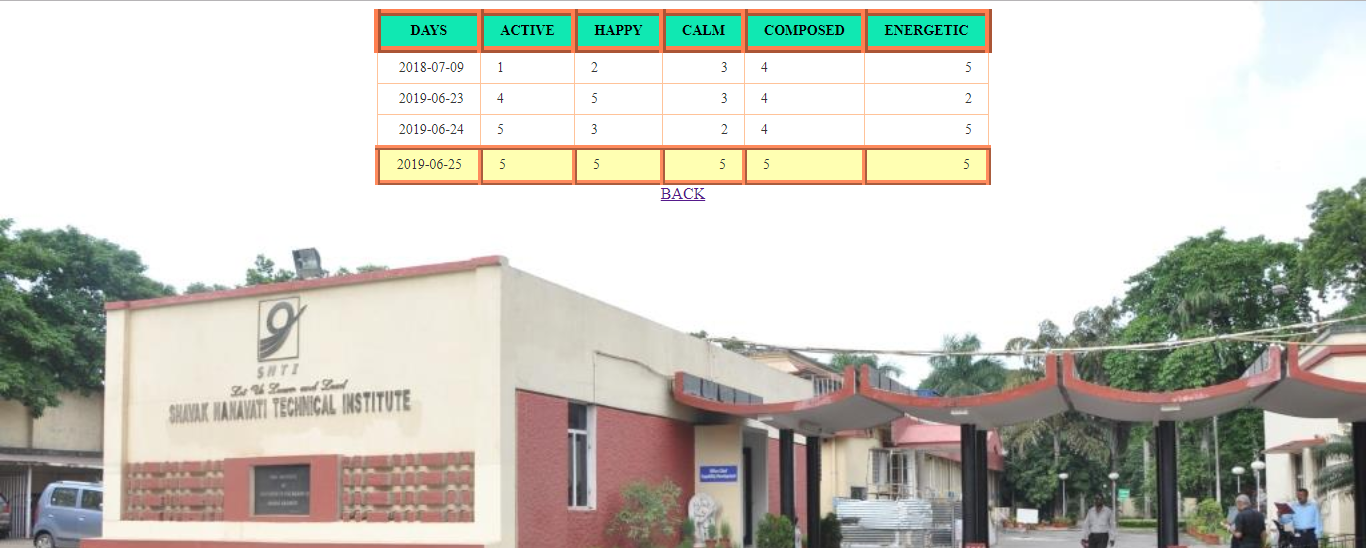 DAYS ACTIVE HAPPY CALM COMPOSED ENERGETIC
2018-07-09 1 2 3 4 5
2019-06-23 4 5 3 4 2
2019-06-24 5 3 2 4 5
2019-06-25 5 5 5 5 5
BACK
SNTI
Let Us Learn and Lead
SHAVAK NANAVATI TECHNICAL INSTITUTE